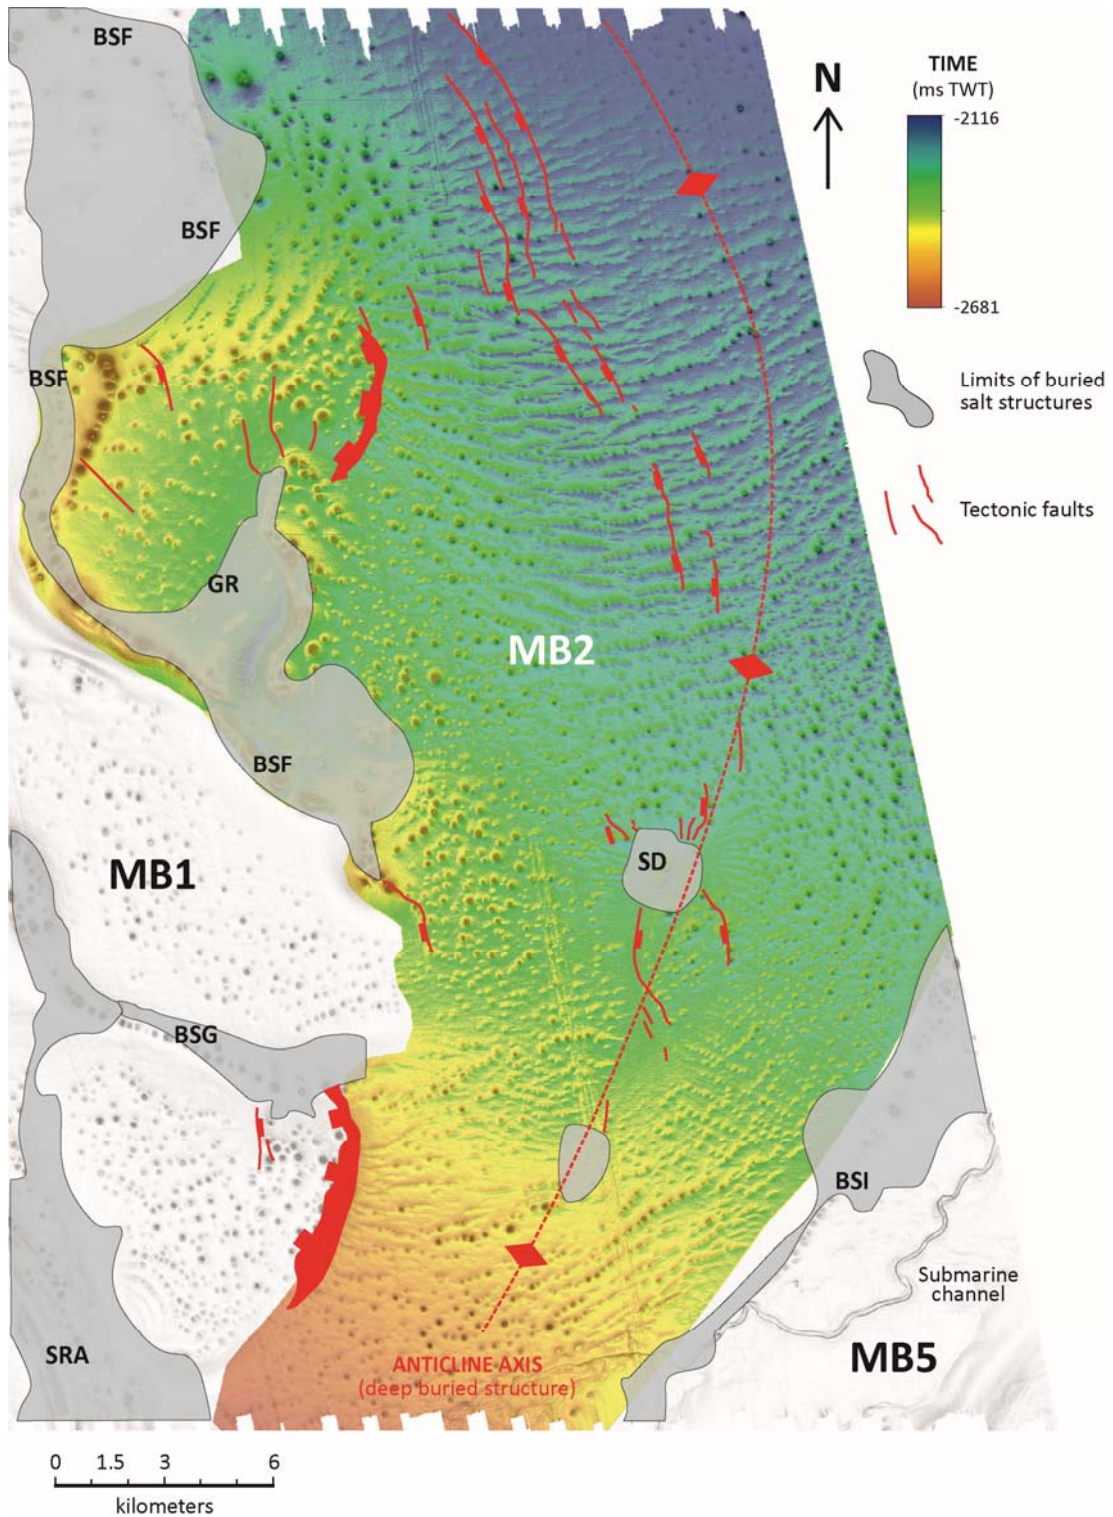 BSF
TIME
(ms TWT)
N
-2116
BSF
-2681
BSF
Limits of buried
salt structures
Tectonic faults
GR
MB2
BSF
SD
MB1
BSG
BSI
Submarine
channel
SRA
ANTICLINE AXIS
(deep buried structure)
MB5
0 1.5 3 6
kilometers